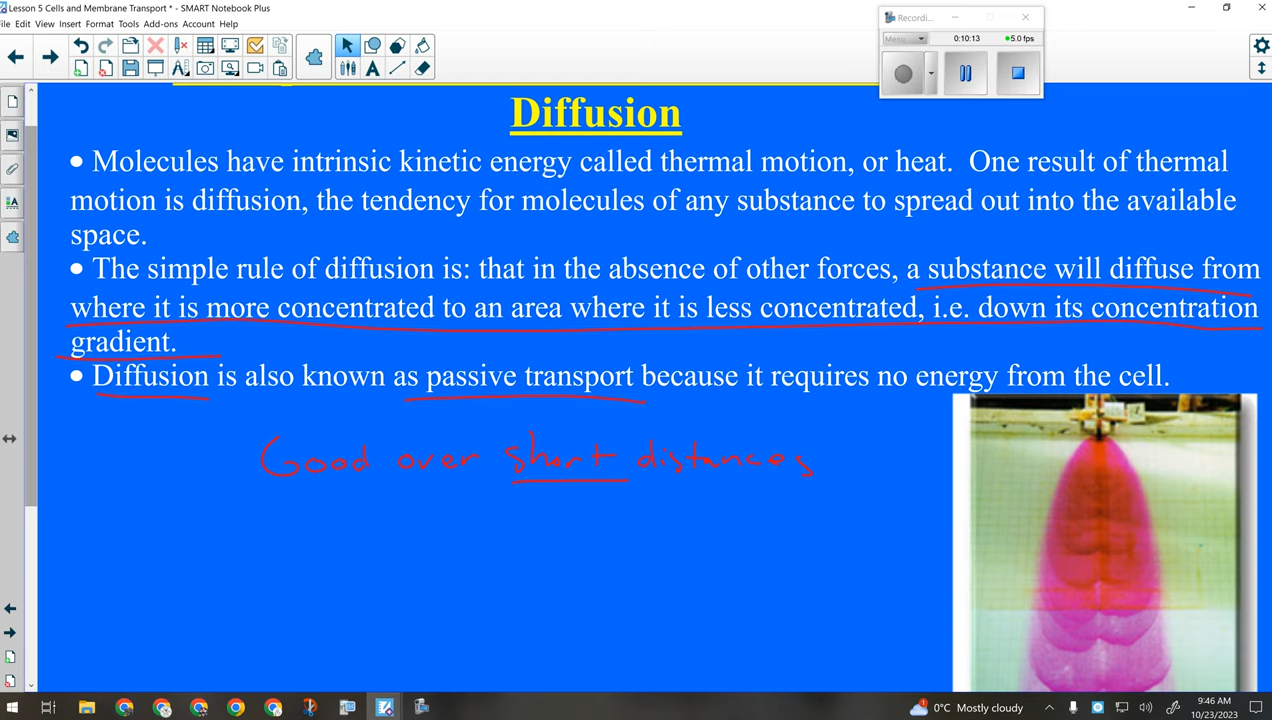 Lesson 5 Cells and Membrane Transport * - SMART Notebook Plus
File Edit View Insert Format Tools Add-ons Account Help
Recordi...
Menu 0:10:13 5.0 fps
Diffusion
• Molecules have intrinsic kinetic energy called thermal motion, or heat. One result of thermal
motion is diffusion, the tendency for molecules of any substance to spread out into the available
space.
• The simple rule of diffusion is: that in the absence of other forces, a substance will diffuse from
where it is more concentrated to an area where it is less concentrated, i.e. down its concentration
gradient.
• Diffusion is also known as passive transport because it requires no energy from the cell.
Good over short distances
0°C Mostly cloudy
9:46 AM
10/23/2023